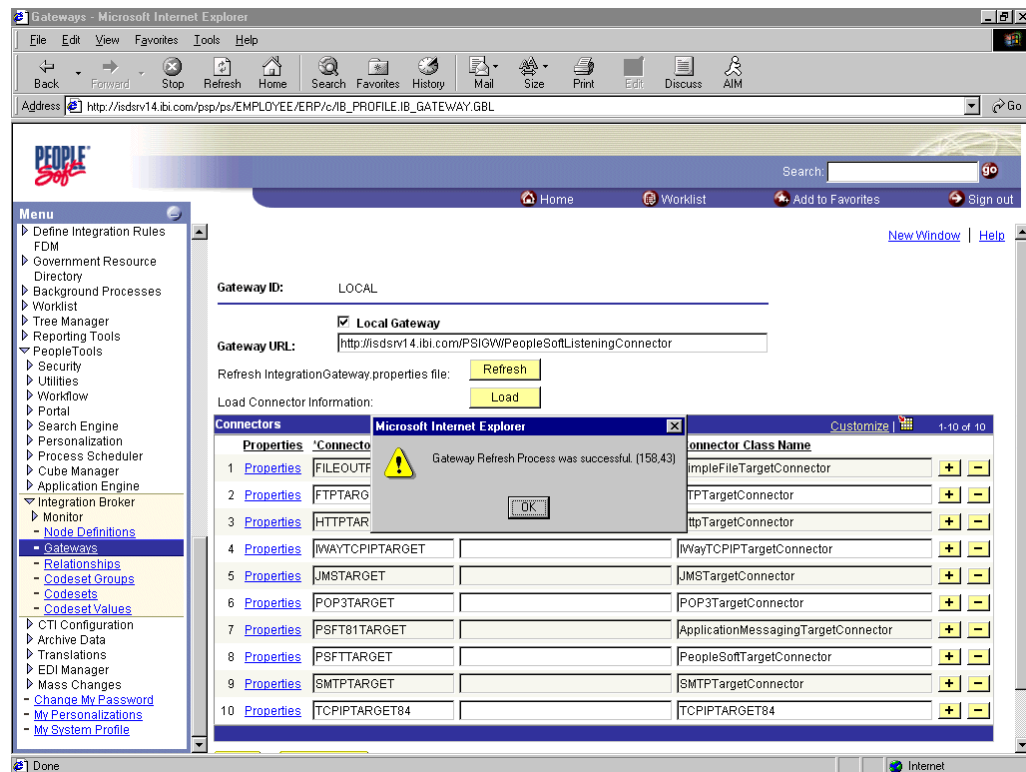 Gateways - Microsoft Internet Explorer
File Edit View Favorites Tools Help
Back Forward Stop Refresh Home Search Favorites History Mail Size Print Edit Discuss AIM
Address http://isdsrv14.ibi.com/psp/ps/EMPLOYEE/ERP/c/IB_PROFILE.IB_GATEWAY.GBL Go
PEOPLE
Soft
Search: go
Home Worklist Add to Favorites Sign out
Menu
Define Integration Rules
FDM
Government Resource
Directory
Background Processes
Worklist
Tree Manager
Reporting Tools
PeopleTools
Security
Utilities
Workflow
Portal
Search Engine
Personalization
Process Scheduler
Cube Manager
Application Engine
Integration Broker
Monitor
- Node Definitions
- Gateways
- Relationships
- Codeset Groups
- Codesets
- Codeset Values
CTI Configuration
Archive Data
Translations
EDI Manager
Mass Changes
- Change My Password
- My Personalizations
- My System Profile
New Window | Help
Gateway ID: LOCAL
Local Gateway
Gateway URL: http://isdsrv14.ibi.com/PSIGW/PeopleSoftListeningConnector
Refresh IntegrationGateway.properties file: Refresh
Load Connector Information: Load
Connectors Customize | 1-10 of 10
Properties *Connecto onnector Class Name
1 Properties FILEOUTF impleFileTargetConnector + -
2 Properties FTPTARG TPTargetConnector + -
3 Properties HTTPTAR ttpTargetConnector + -
4 Properties IWAYTCPIPTARGET IWayTCPIPTargetConnector + -
5 Properties JMSTARGET JMSTargetConnector + -
6 Properties POP3TARGET POP3TargetConnector + -
7 Properties PSFT81TARGET ApplicationMessagingTargetConnector + -
8 Properties PSFTTARGET PeopleSoftTargetConnector + -
9 Properties SMTPTARGET SMTPTargetConnector + -
10 Properties TCPIPTARGET84 TCPIPTARGET84 + -
Microsoft Internet Explorer
Gateway Refresh Process was successful. (158,43)
OK
Done Internet